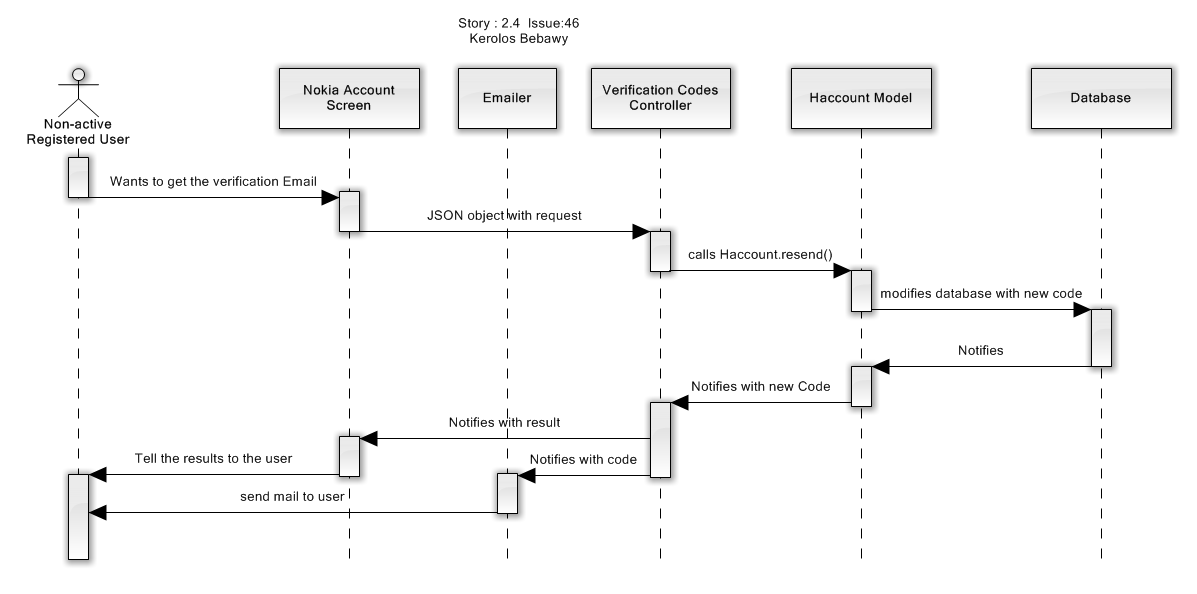 Story : 2.4  Issue:46
Kerolos Bebawy
Non-active
Registered User
Nokia Account
Screen
Emailer
Verification Codes
Controller
Haccount Model
Database
Wants to get the verification Email
JSON object with request
calls Haccount.resend()
modifies database with new code
Notifies
Notifies with new Code
Notifies with result
Tell the results to the user
Notifies with code
send mail to user